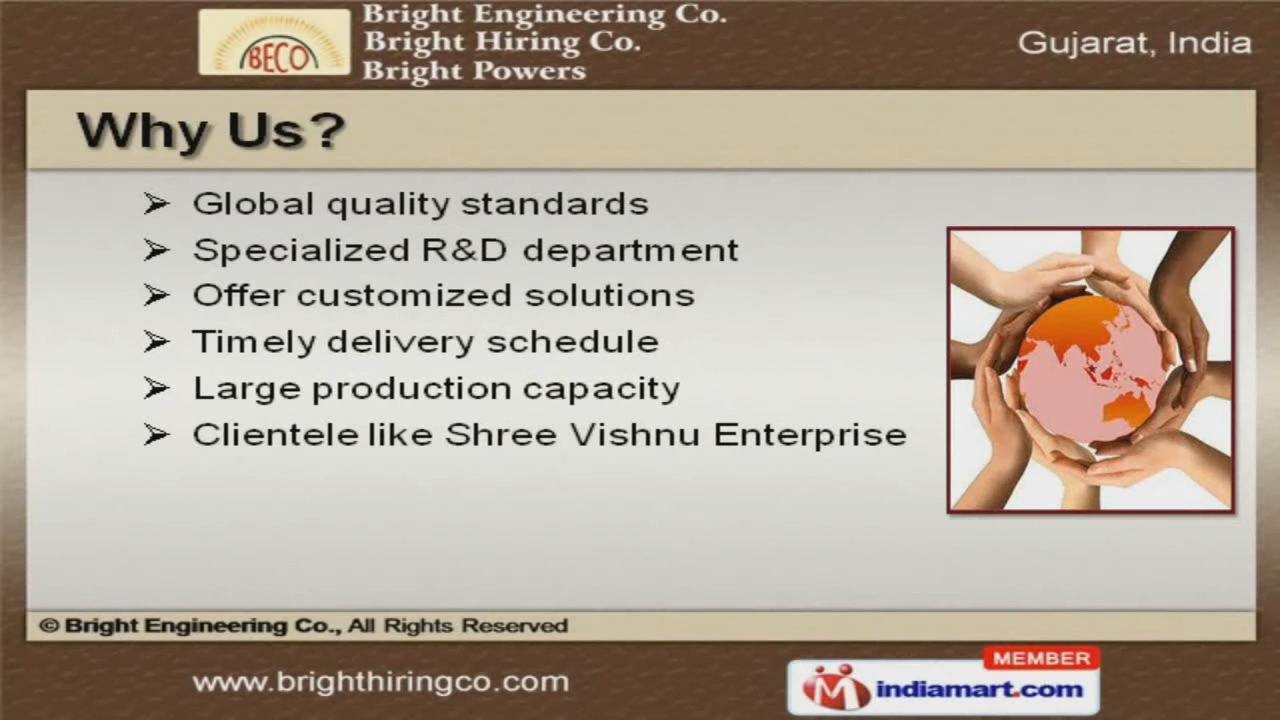 BECO
Bright Engineering Co.
Bright Hiring Co.
Bright Powers
Gujarat, India
Why Us?
➢ Global quality standards
➢ Specialized R&D department
➢ Offer customized solutions
➢ Timely delivery schedule
➢ Large production capacity
➢ Clientele like Shree Vishnu Enterprise
© Bright Engineering Co., All Rights Reserved
www.brighthiringco.com
MEMBER
indiamart.com